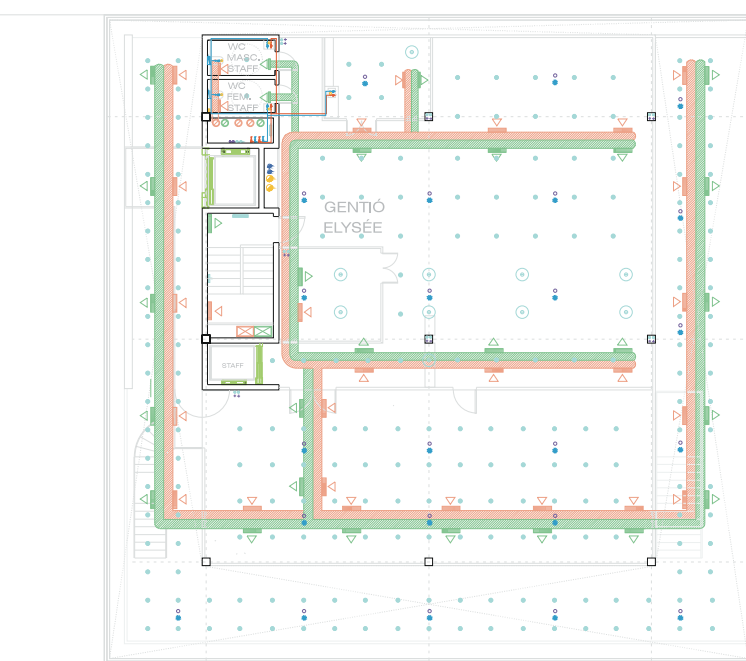 WC
MASC.
STAFF
WC
FEM.
STAFF
GENTIÓ
ELYSÉE
STAFF